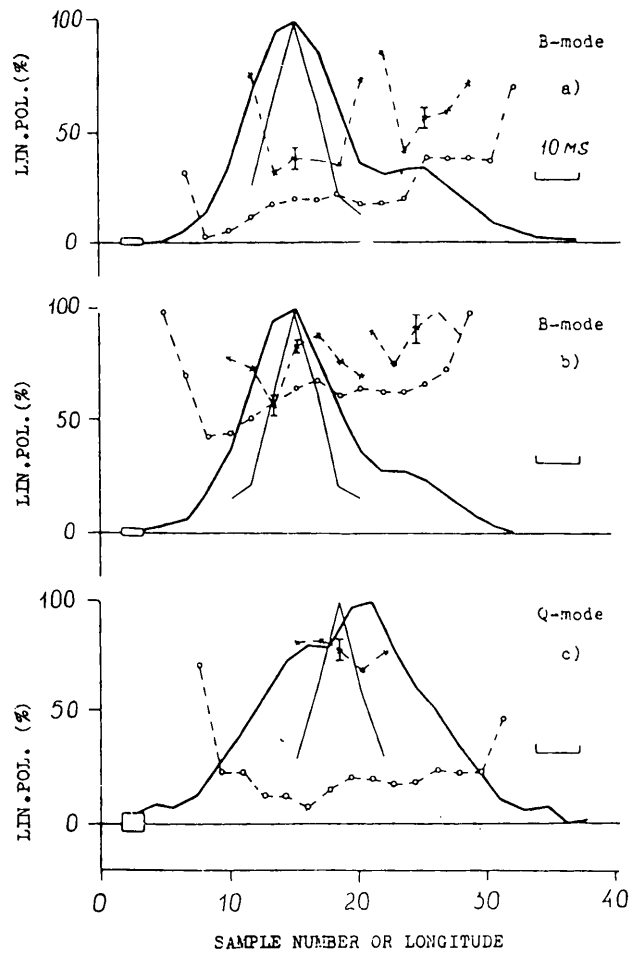 LIN.POL.(%)
100
50
0
B-mode
a)
10 MS
LIN.POL.(%)
100
50
0
B-mode
b)
LIN.POL. (%)
100
50
0
Q-mode
c)
0
10
20
30
40
SAMPLE NUMBER OR LONGITUDE